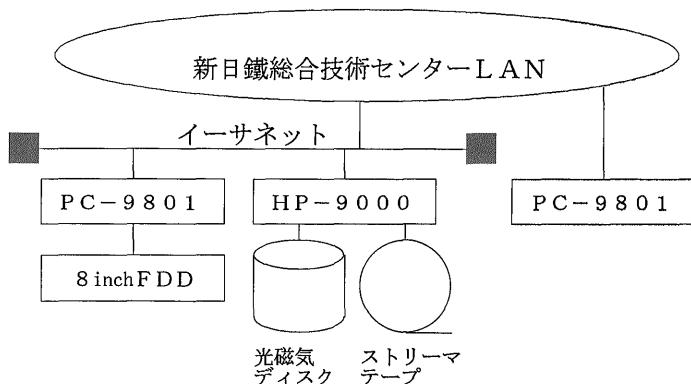 新日鐵総合技術センターＬＡＮ
イーサネット
ＰＣ－９８０１
ＨＰ－９０００
ＰＣ－９８０１
８inchＦＤＤ
光磁気
ディスク
ストリーマ
テープ